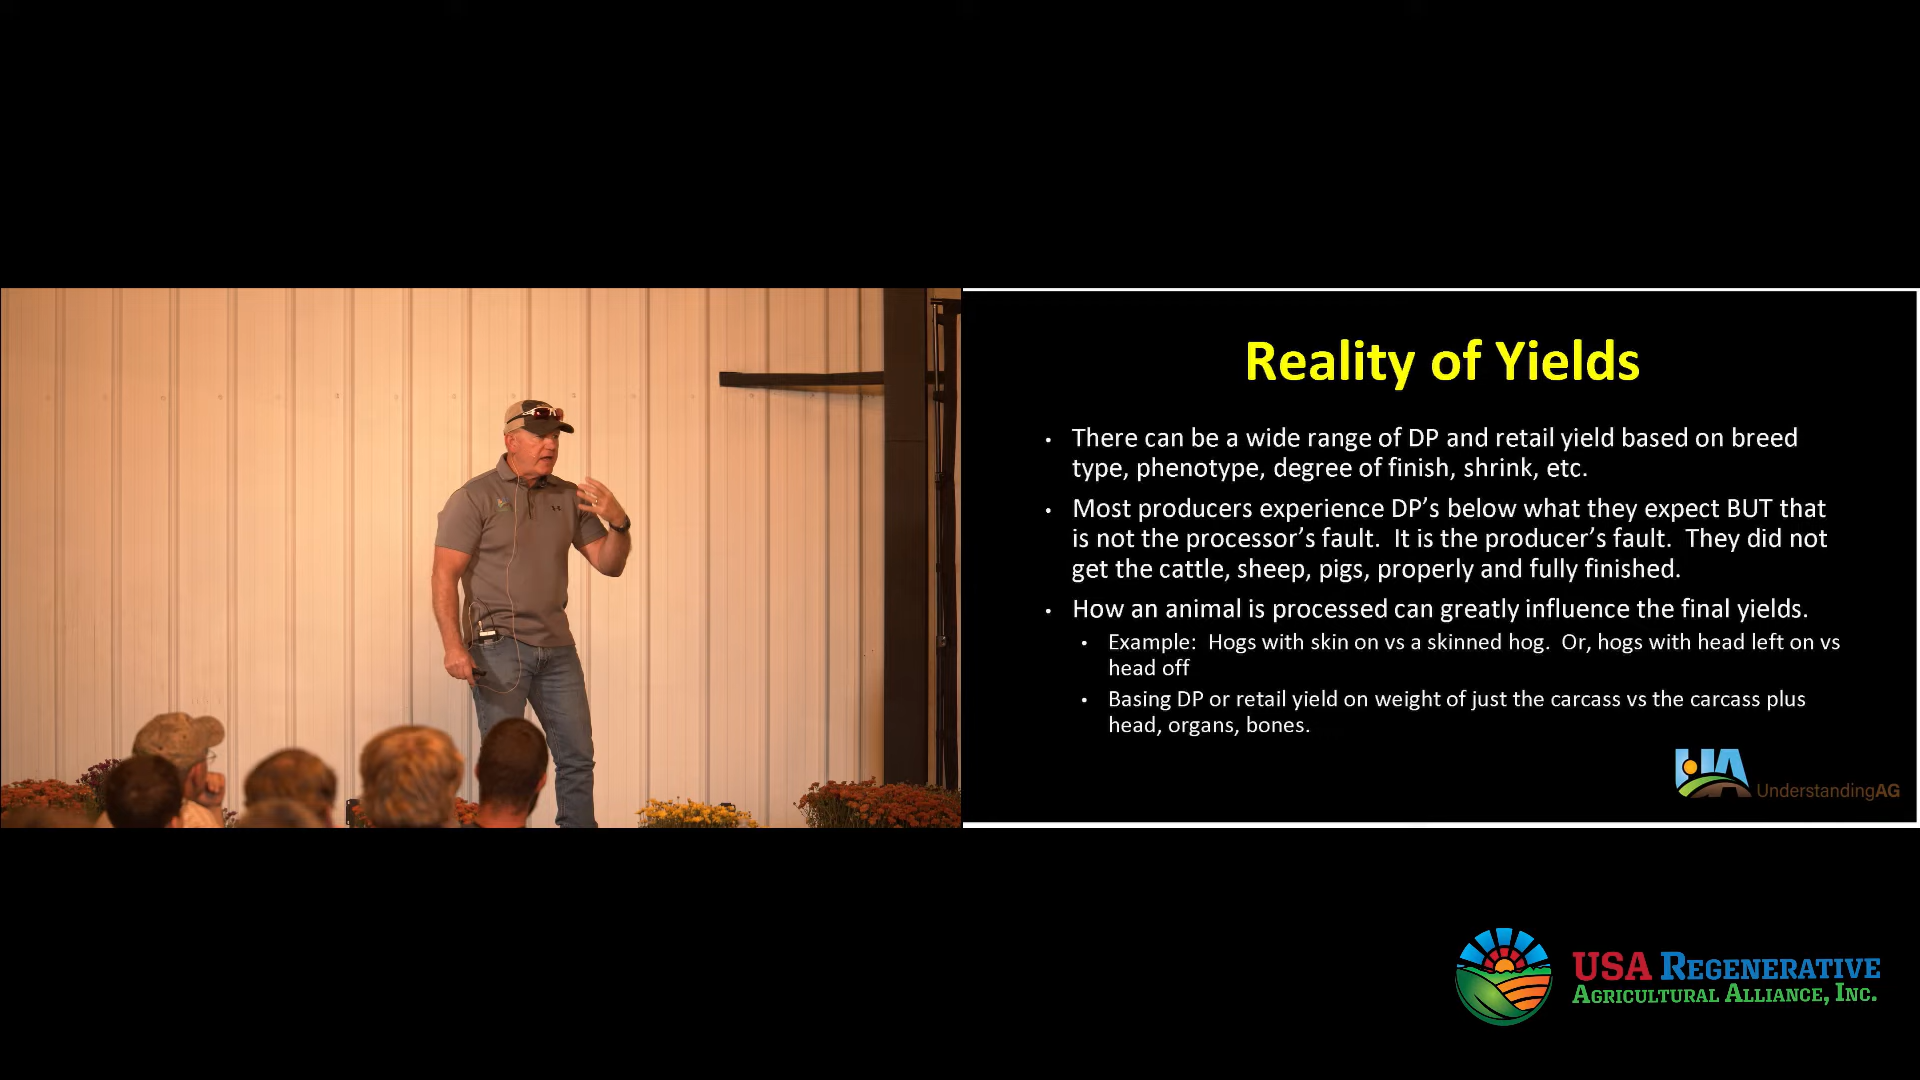 Reality of Yields
• There can be a wide range of DP and retail yield based on breed
type, phenotype, degree of finish, shrink, etc.
• Most producers experience DP's below what they expect BUT that
is not the processor's fault.  It is the producer's fault.  They did not
get the cattle, sheep, pigs, properly and fully finished.
• How an animal is processed can greatly influence the final yields.
• Example:  Hogs with skin on vs a skinned hog.  Or, hogs with head left on vs
head off
• Basing DP or retail yield on weight of just the carcass vs the carcass plus
head, organs, bones.
UA UnderstandingAG
USA REGENERATIVE
AGRICULTURAL ALLIANCE, INC.